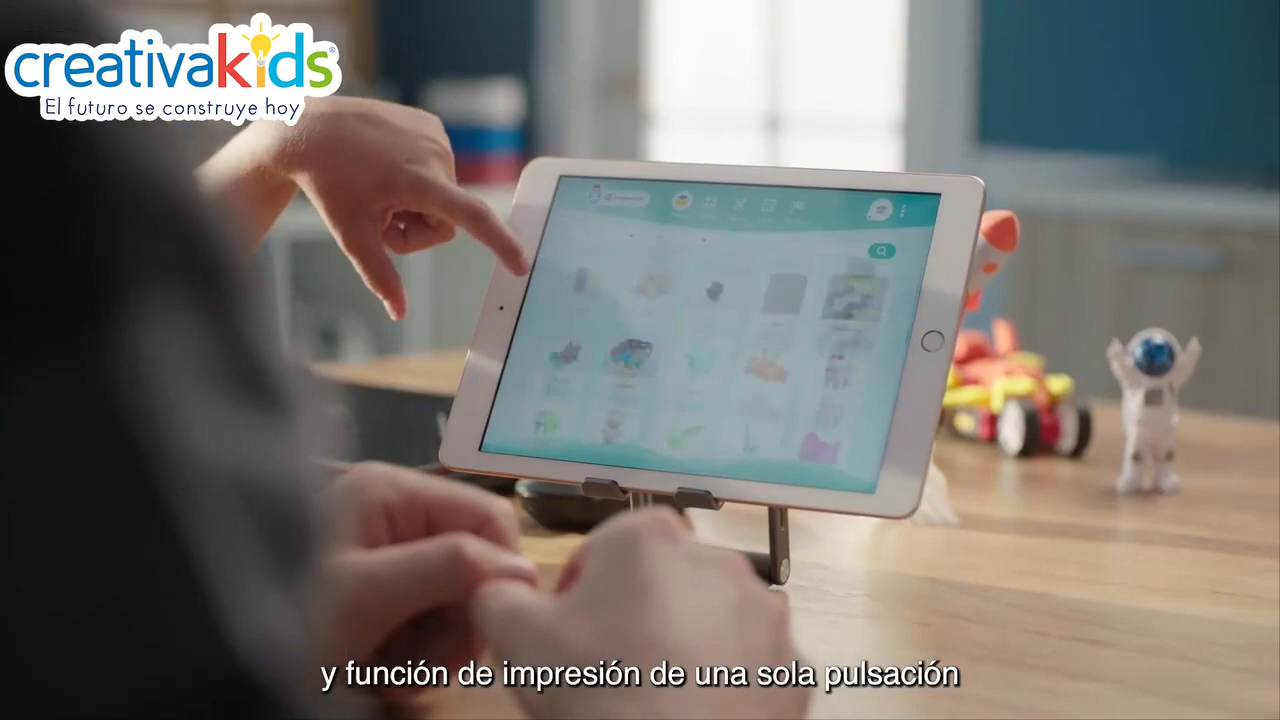 creativakids®
El futuro se construye hoy
y función de impresión de una sola pulsación